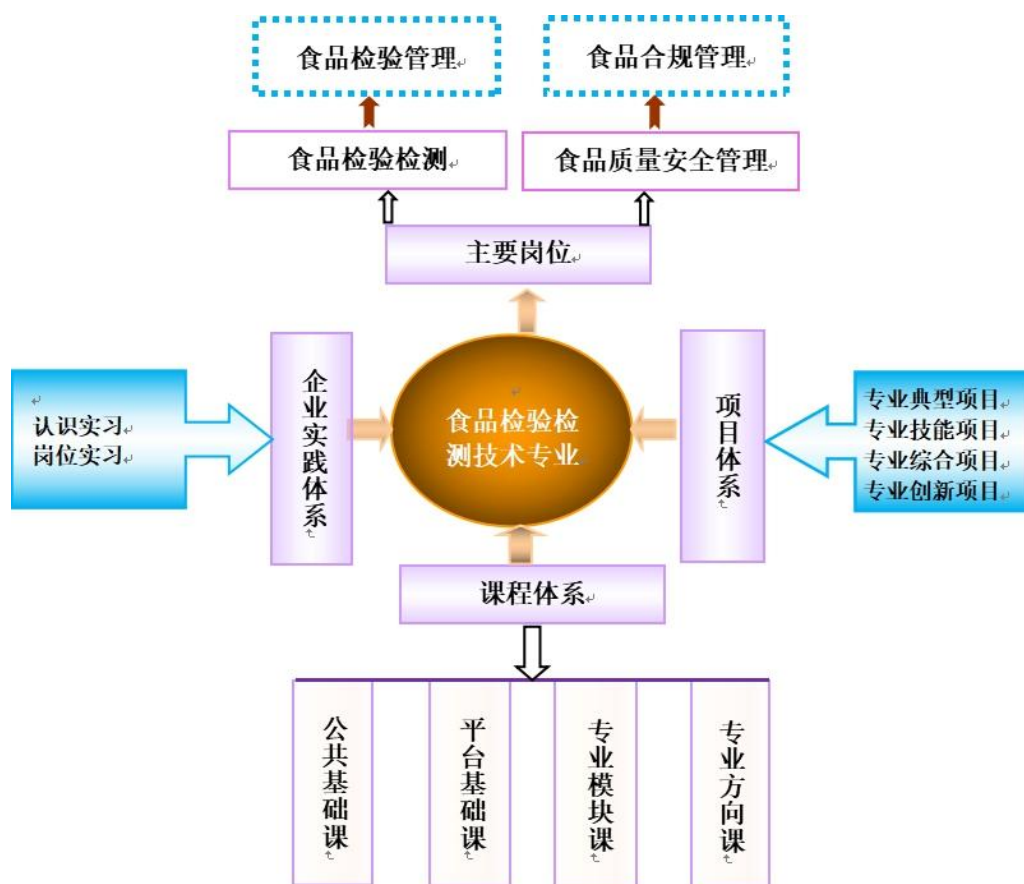 食品检验管理
食品合规管理
食品检验检测
食品质量安全管理
主要岗位
企业实践体系
项目体系
认识实习
岗位实习
食品检验检
测技术专业
专业典型项目
专业技能项目
专业综合项目
专业创新项目
课程体系
公共基础课
平台基础课
专业模块课
专业方向课